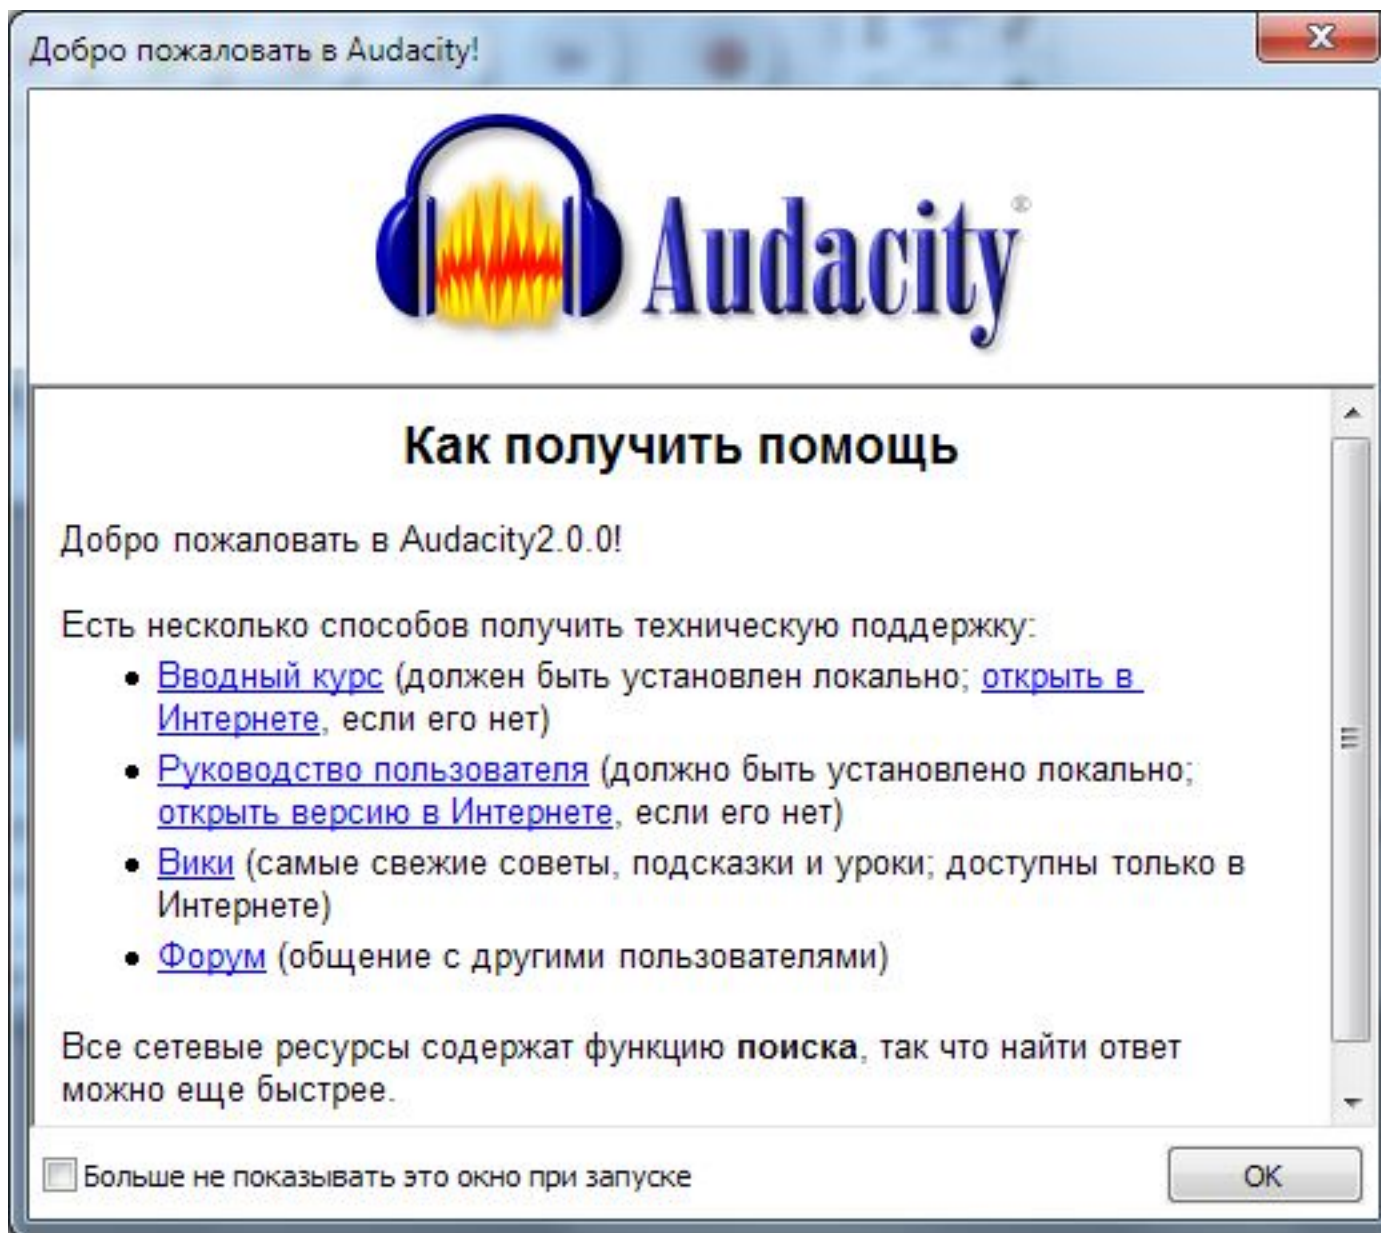 Добро пожаловать в Audacity!
X
Audacity®
Как получить помощь
Добро пожаловать в Audacity2.0.0!
Есть несколько способов получить техническую поддержку:
• Вводный курс (должен быть установлен локально; открыть в
Интернете, если его нет)
• Руководство пользователя (должно быть установлено локально;
открыть версию в Интернете, если его нет)
• Вики (самые свежие советы, подсказки и уроки; доступны только в
Интернете)
• Форум (общение с другими пользователями)
Все сетевые ресурсы содержат функцию поиска, так что найти ответ
можно еще быстрее.
Больше не показывать это окно при запуске
OK